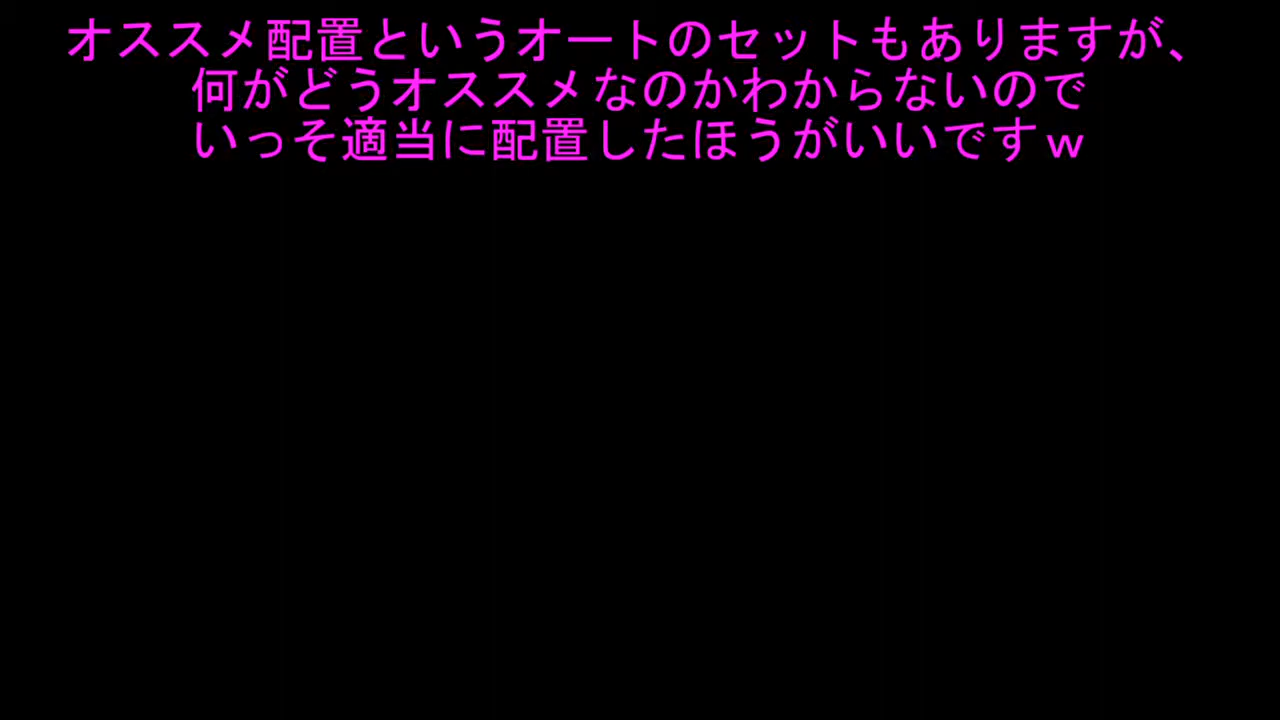 オススメ配置というオートのセットもありますが、
何がどうオススメなのかわからないので
いっそ適当に配置したほうがいいですｗ